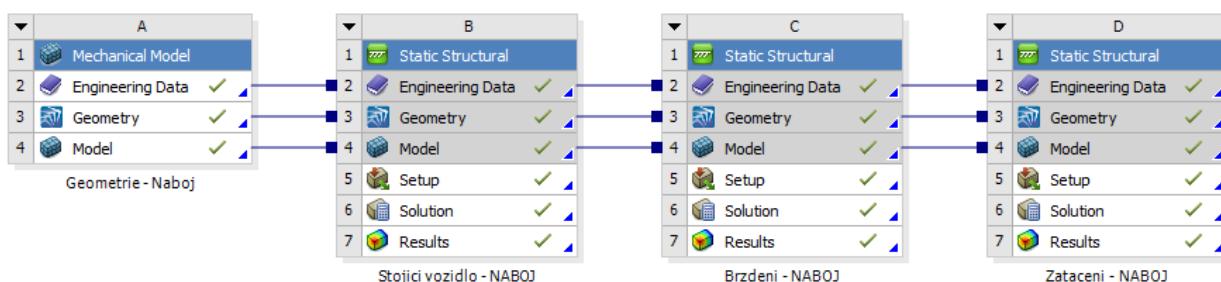 A
1 Mechanical Model
2 Engineering Data
3 Geometry
4 Model
Geometrie - Naboj
B
1 Static Structural
2 Engineering Data
3 Geometry
4 Model
5 Setup
6 Solution
7 Results
Stojici vozidlo - NABOJ
C
1 Static Structural
2 Engineering Data
3 Geometry
4 Model
5 Setup
6 Solution
7 Results
Brzdeni - NABOJ
D
1 Static Structural
2 Engineering Data
3 Geometry
4 Model
5 Setup
6 Solution
7 Results
Zataceni - NABOJ